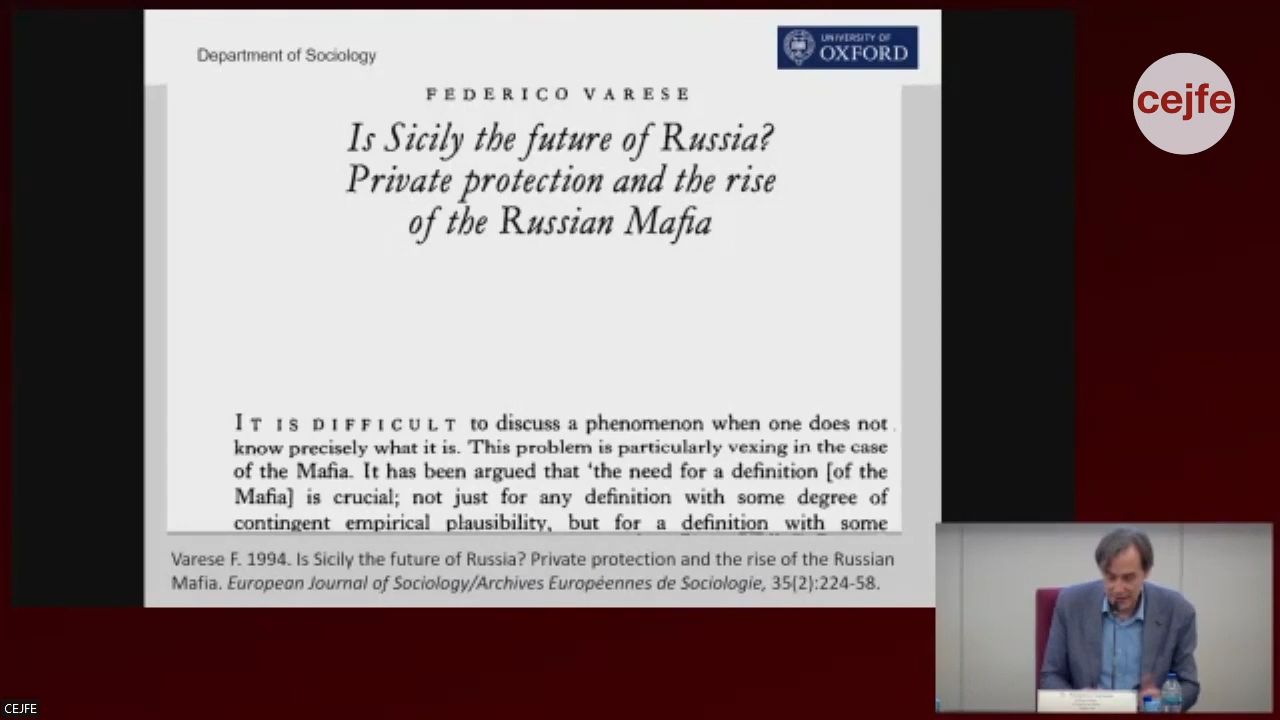 Department of Sociology
UNIVERSITY OF
OXFORD
cejfe
FEDERICO VARESE
Is Sicily the future of Russia?
Private protection and the rise
of the Russian Mafia
IT IS DIFFICULT to discuss a phenomenon when one does not
know precisely what it is. This problem is particularly vexing in the case
of the Mafia. It has been argued that ‘the need for a definition [of the
Mafia] is crucial; not just for any definition with some degree of
contingent empirical plausibility, but for a definition with some
Varese F. 1994. Is Sicily the future of Russia? Private protection and the rise of the Russian
Mafia. European Journal of Sociology/Archives Européennes de Sociologie, 35(2):224-58.
CEJFE